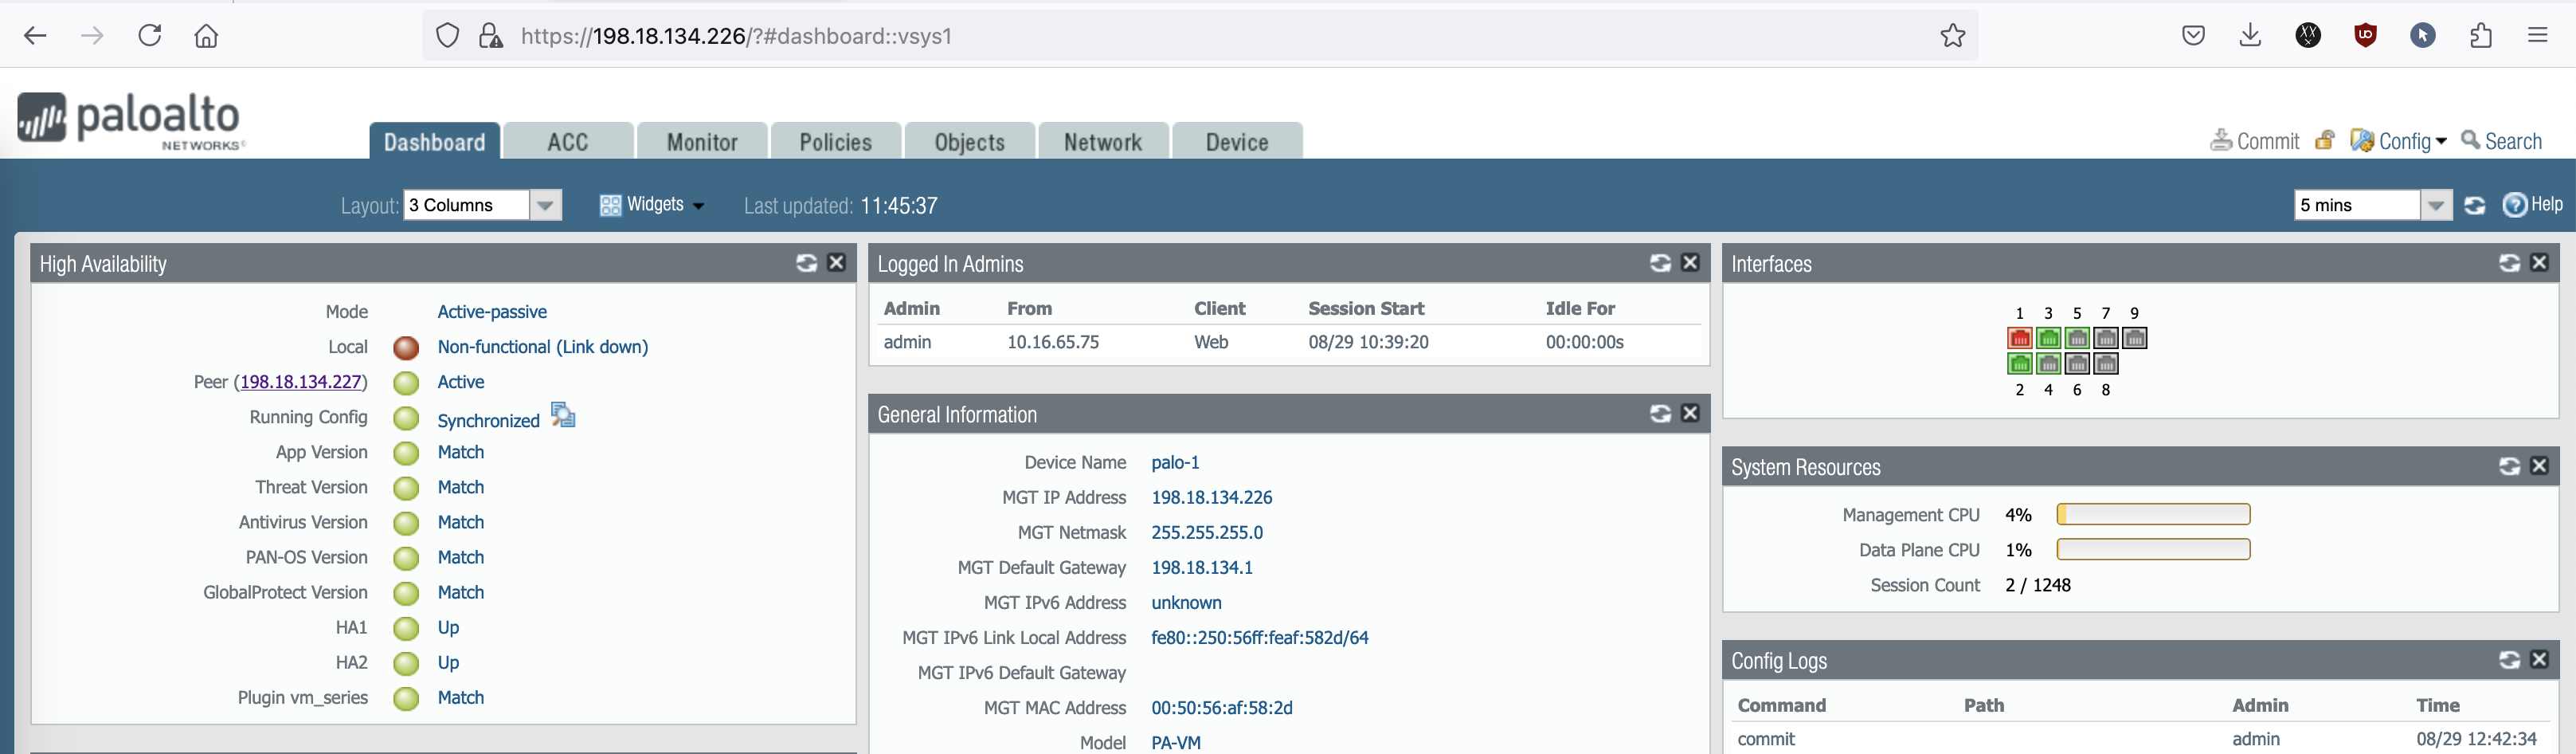 https://198.18.134.226/?#dashboard::vsys1
paloalto
NETWORKS®
Dashboard ACC Monitor Policies Objects Network Device
Commit Config Search
Layout: 3 Columns Widgets Last updated: 11:45:37 5 mins Help
High Availability
Mode Active-passive
Local Non-functional (Link down)
Peer (198.18.134.227) Active
Running Config Synchronized
App Version Match
Threat Version Match
Antivirus Version Match
PAN-OS Version Match
GlobalProtect Version Match
HA1 Up
HA2 Up
Plugin vm_series Match
Logged In Admins
Admin From Client Session Start Idle For
admin 10.16.65.75 Web 08/29 10:39:20 00:00:00s
General Information
Device Name palo-1
MGT IP Address 198.18.134.226
MGT Netmask 255.255.255.0
MGT Default Gateway 198.18.134.1
MGT IPv6 Address unknown
MGT IPv6 Link Local Address fe80::250:56ff:feaf:582d/64
MGT IPv6 Default Gateway
MGT MAC Address 00:50:56:af:58:2d
Model PA-VM
Interfaces
1 3 5 7 9
2 4 6 8
System Resources
Management CPU 4%
Data Plane CPU 1%
Session Count 2 / 1248
Config Logs
Command Path Admin Time
commit admin 08/29 12:42:34